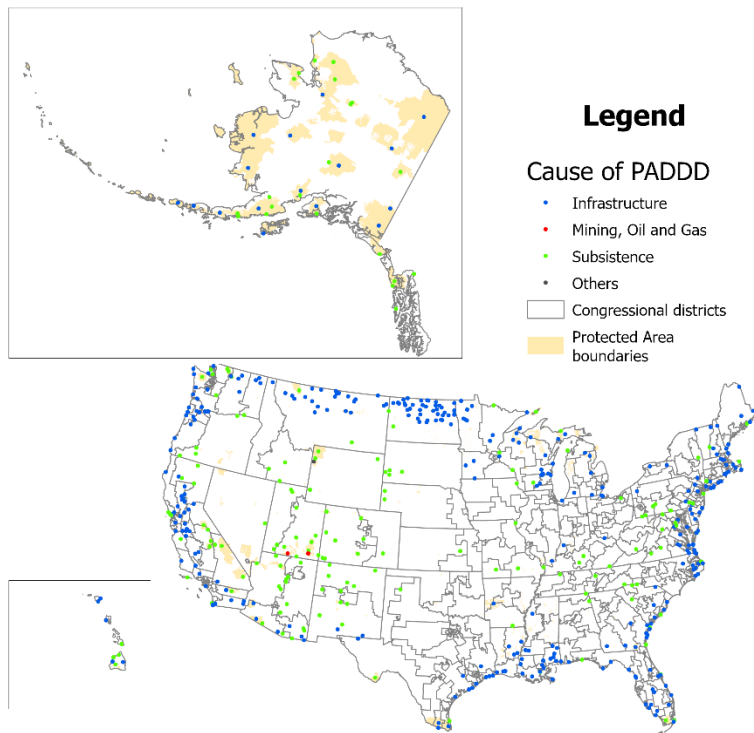 Legend
Cause of PADDD
Infrastructure
Mining, Oil and Gas
Subsistence
Others
Congressional districts
Protected Area
boundaries